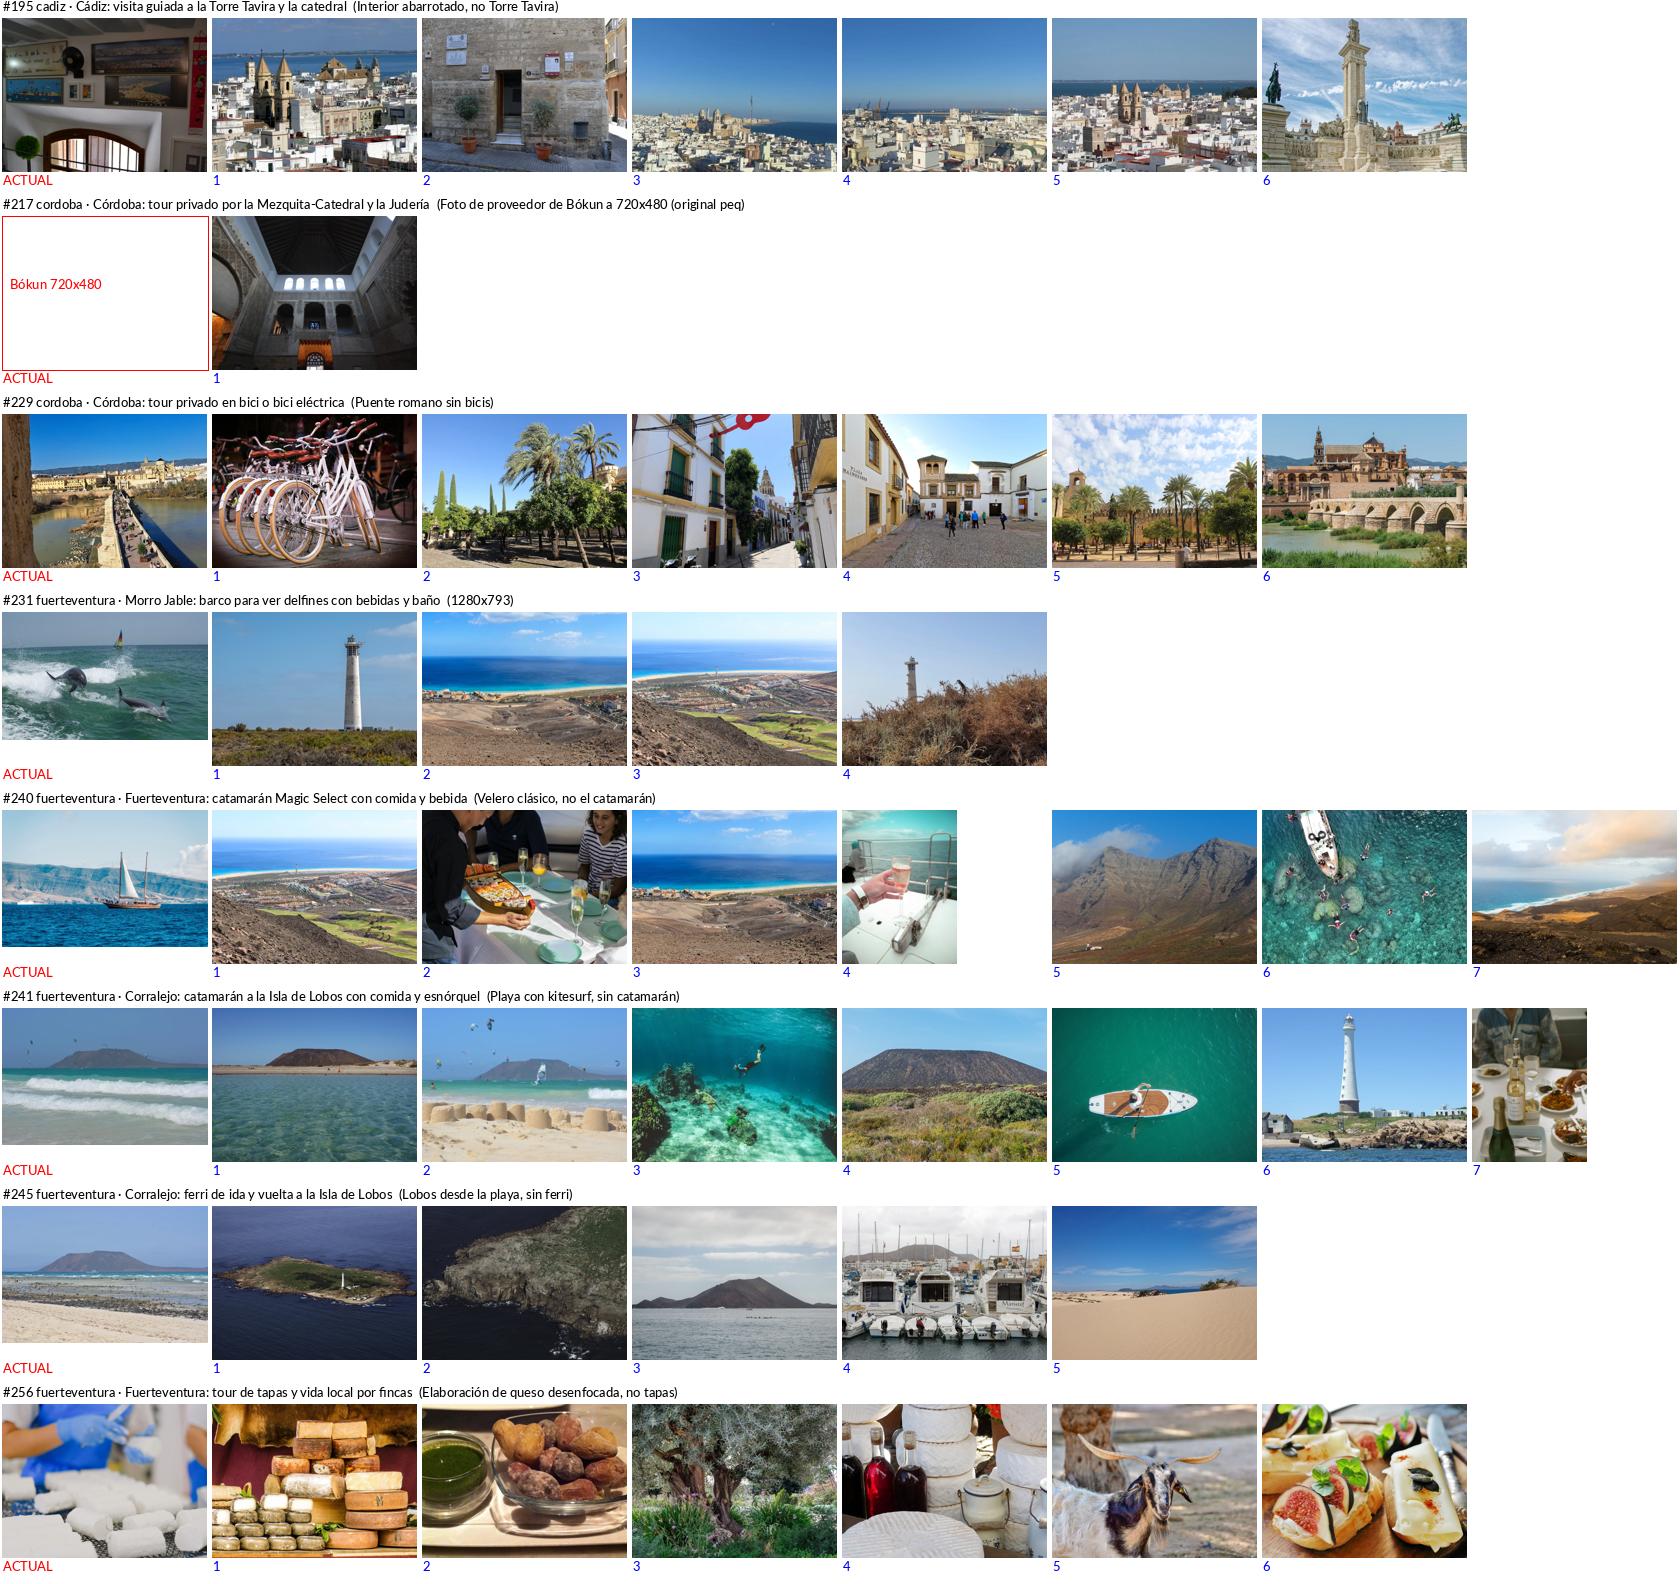 #195 cadiz · Cádiz: visita guiada a la Torre Tavira y la catedral (Interior abarrotado, no Torre Tavira)
ACTUAL 1 2 3 4 5 6
#217 cordoba · Córdoba: tour privado por la Mezquita-Catedral y la Judería (Foto de proveedor de Bókun a 720x480 (original peq)
Bókun 720x480
ACTUAL 1
#229 cordoba · Córdoba: tour privado en bici o bici eléctrica (Puente romano sin bicis)
ACTUAL 1 2 3 4 5 6
#231 fuerteventura · Morro Jable: barco para ver delfines con bebidas y baño (1280x793)
ACTUAL 1 2 3 4
#240 fuerteventura · Fuerteventura: catamarán Magic Select con comida y bebida (Velero clásico, no el catamarán)
ACTUAL 1 2 3 4 5 6 7
#241 fuerteventura · Corralejo: catamarán a la Isla de Lobos con comida y esnórquel (Playa con kitesurf, sin catamarán)
ACTUAL 1 2 3 4 5 6 7
#245 fuerteventura · Corralejo: ferri de ida y vuelta a la Isla de Lobos (Lobos desde la playa, sin ferri)
ACTUAL 1 2 3 4 5
#256 fuerteventura · Fuerteventura: tour de tapas y vida local por fincas (Elaboración de queso desenfocada, no tapas)
ACTUAL 1 2 3 4 5 6